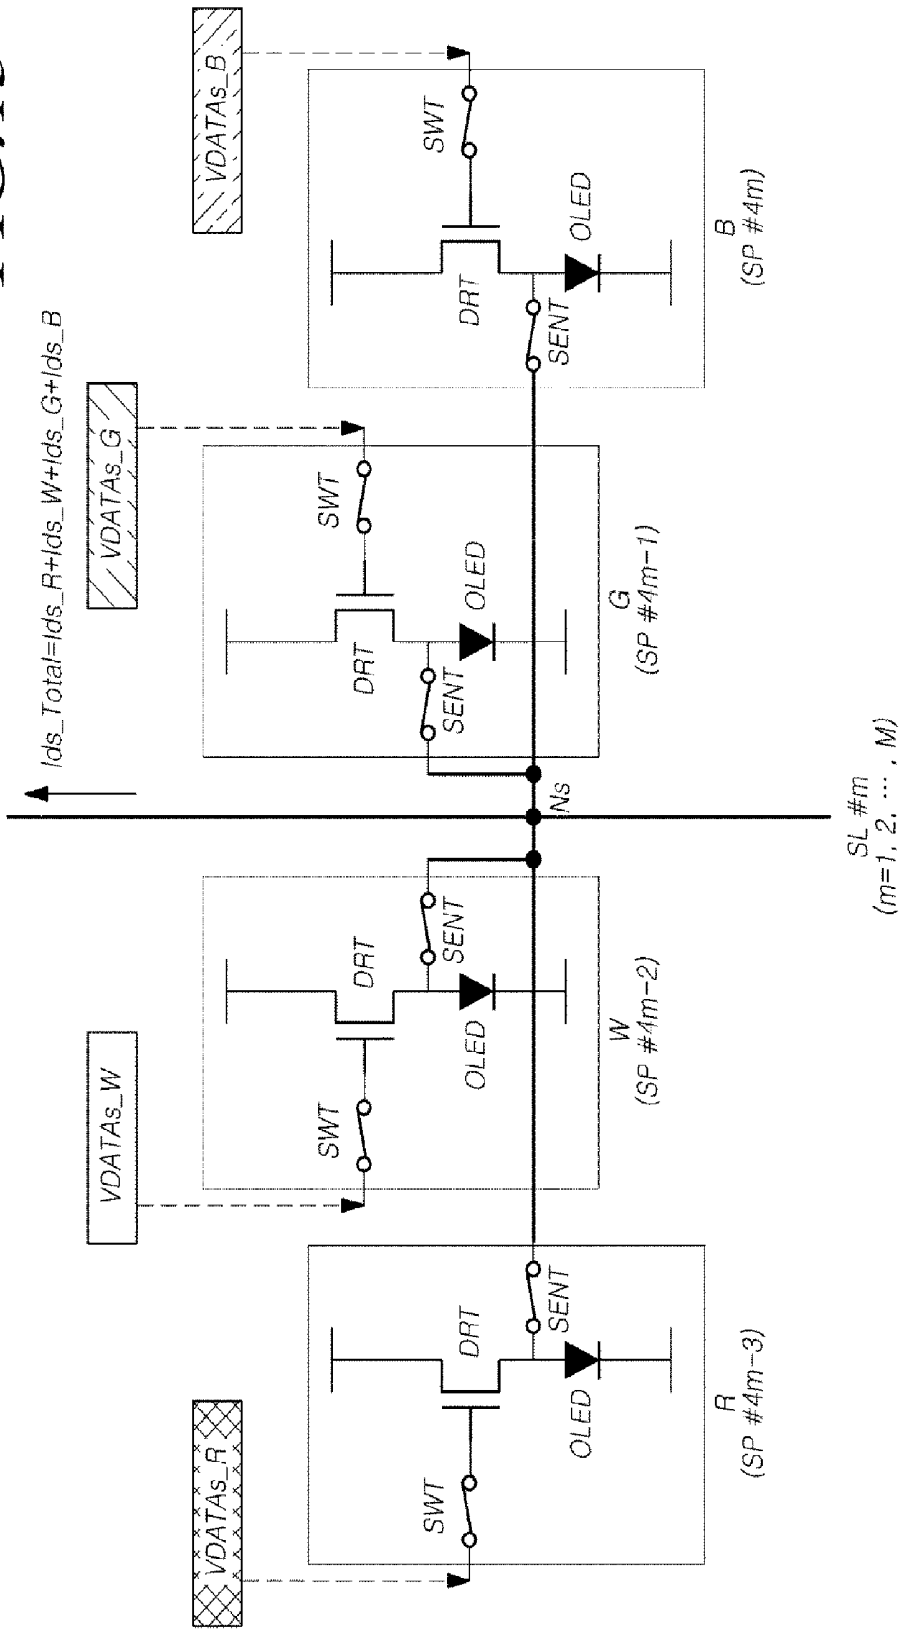 Ids_Total=Ids_R+Ids_W+Ids_G+Ids_B
VDATAs_R
VDATAs_W
VDATAs_G
VDATAs_B
SWT
DRT
SENT
OLED
R
(SP #4m-3)
SWT
DRT
SENT
OLED
W
(SP #4m-2)
Ns
SWT
DRT
SENT
OLED
G
(SP #4m-1)
SWT
DRT
SENT
OLED
B
(SP #4m)
SL #m
(m=1, 2, ··· , M)